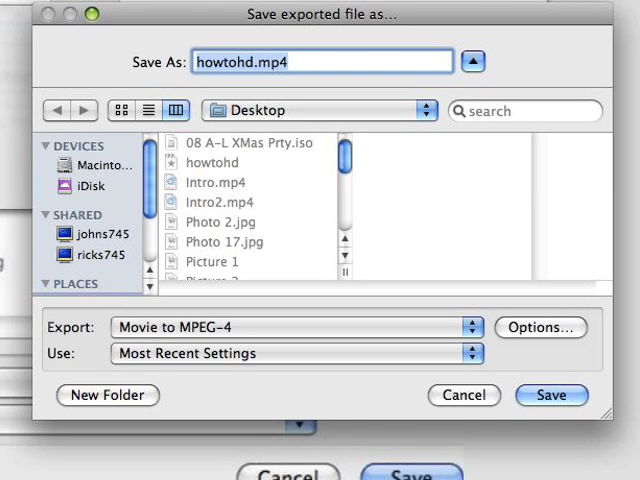 Save exported file as...
Save As: howtohd.mp4
Desktop
search
DEVICES
Macinto...
iDisk
SHARED
johns745
ricks745
PLACES
08 A-L XMas Prty.iso
howtohd
Intro.mp4
Intro2.mp4
Photo 2.jpg
Photo 17.jpg
Picture 1
Export: Movie to MPEG-4 Options...
Use: Most Recent Settings
New Folder Cancel Save
Cancel Save